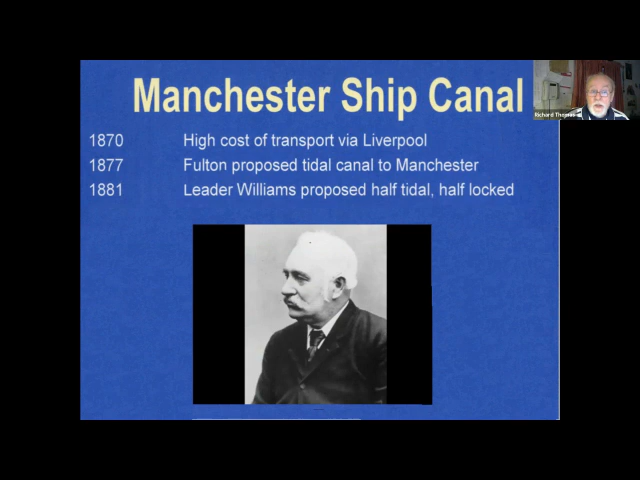 Manchester Ship Canal
Richard Thomas
1870 High cost of transport via Liverpool
1877 Fulton proposed tidal canal to Manchester
1881 Leader Williams proposed half tidal, half locked